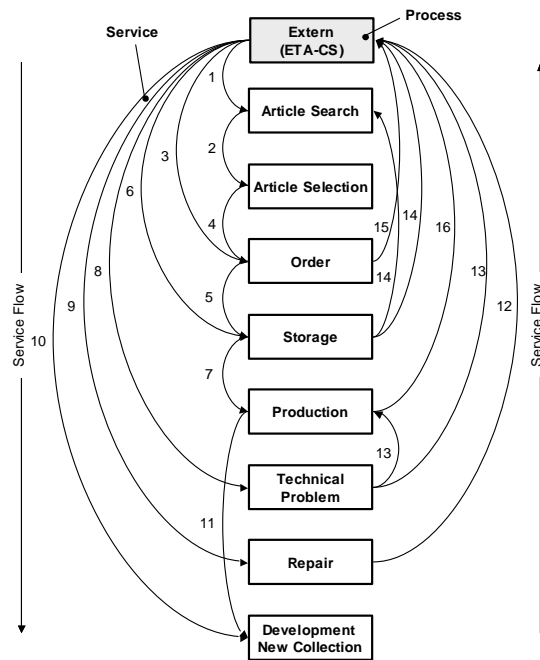 Process
Service
Extern
(ETA-CS)
1
Article Search
2
3
Article Selection
6
4
15
14
16
Order
8
13
14
5
9
12
10
Storage
7
Production
13
Technical
Problem
11
Repair
Development
New Collection
Service Flow
Service Flow